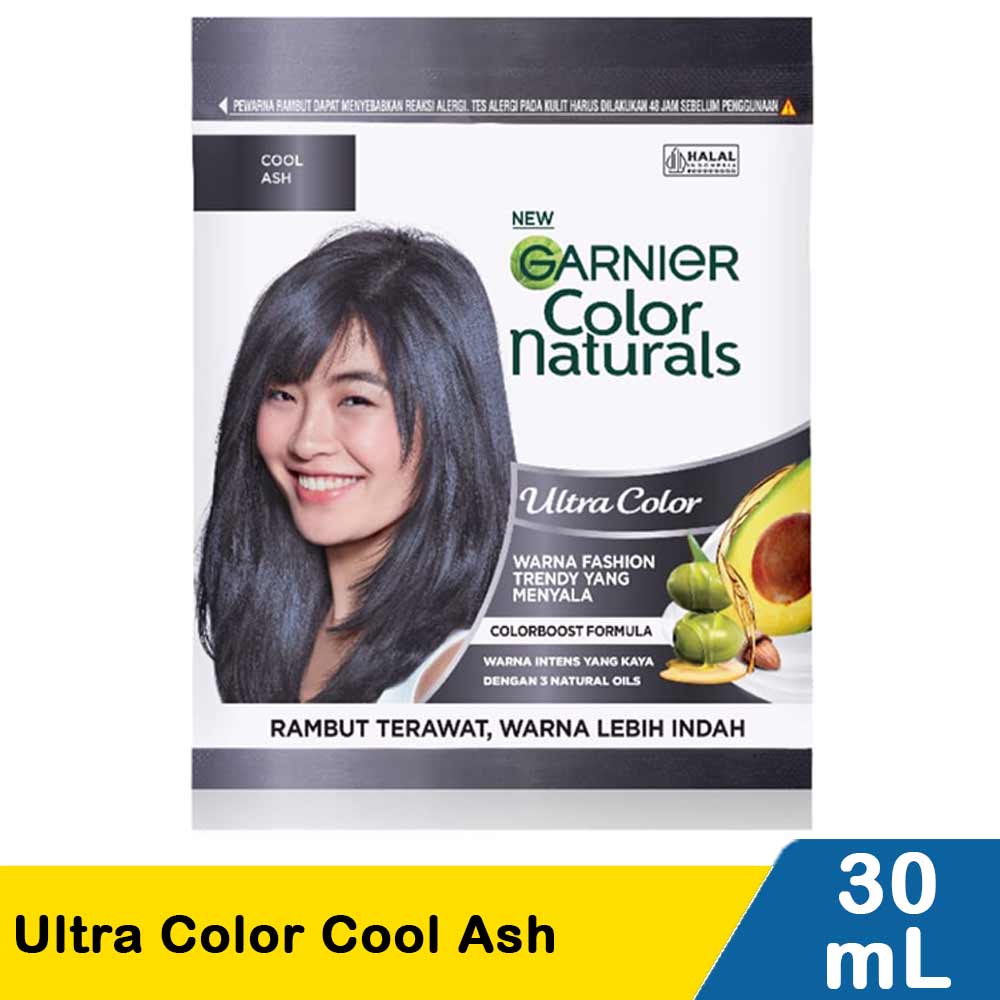 PEWARNA RAMBUT DAPAT MENYEBABKAN REAKSI ALERGI. TES ALERGI PADA KULIT HARUS DILAKUKAN 48 JAM SEBELUM PENGGUNAAN
COOL
ASH
HALAL
INDONESIA
NEW
GARNIER
Color
Naturals
Ultra Color
WARNA FASHION
TRENDY YANG
MENYALA
COLORBOOST FORMULA
WARNA INTENS YANG KAYA
DENGAN 3 NATURAL OILS
RAMBUT TERAWAT, WARNA LEBIH INDAH
Ultra Color Cool Ash
30
mL